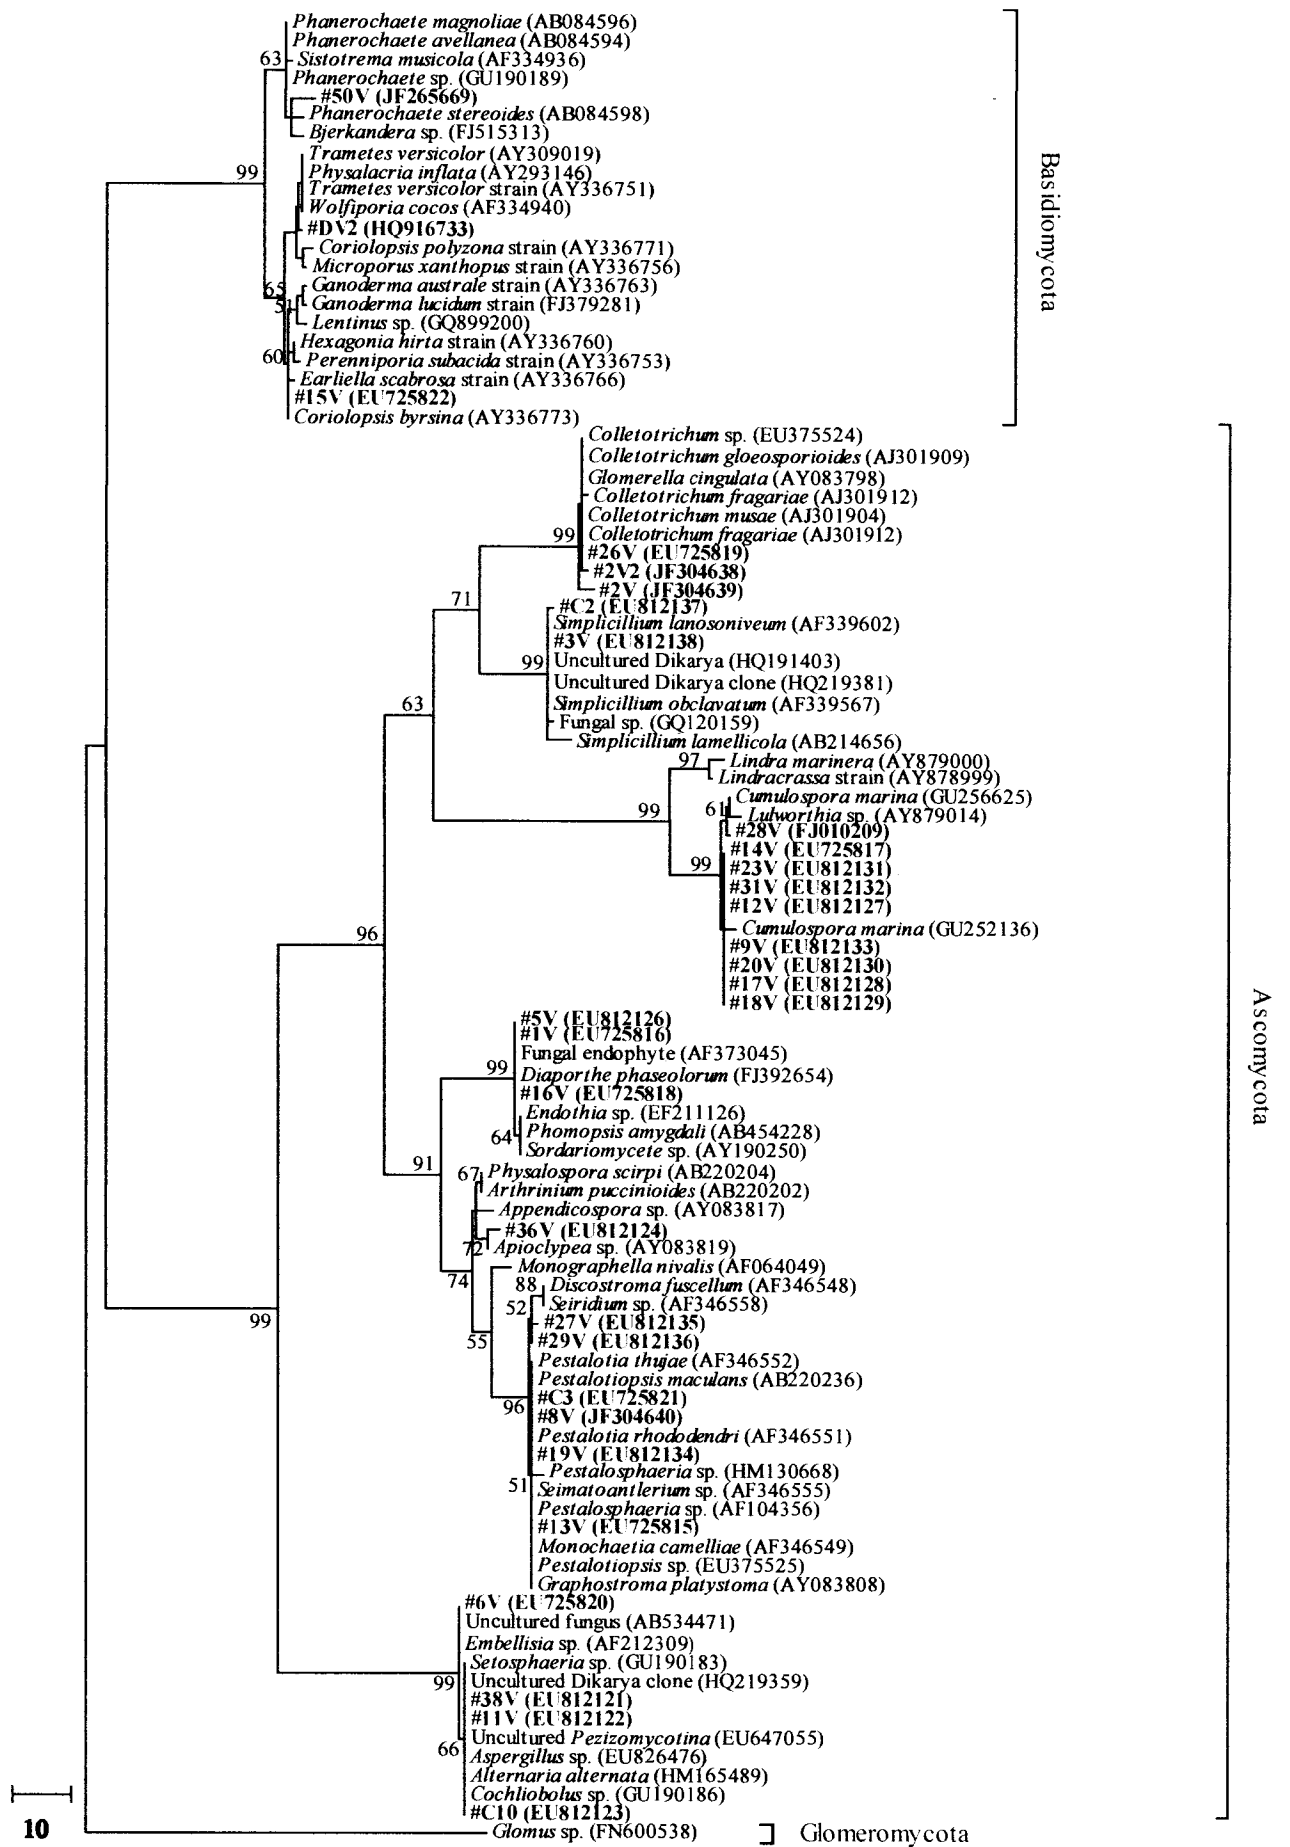 Phanerochaete magnoliae (AB084596)
Phanerochaete avellanea (AB084594)
63
Sistotrema musicola (AF334936)
Phanerochaete sp. (GU190189)
#50V (JF265669)
Phanerochaete stereoides (AB084598)
Bjerkandera sp. (FJ515313)
Trametes versicolor (AY309019)
99
Physalacria inflata (AY293146)
Trametes versicolor strain (AY336751)
Wolfiporia cocos (AF334940)
#DV2 (HQ916733)
Coriolopsis polyzona strain (AY336771)
Microporus xanthopus strain (AY336756)
65
Ganoderma australe strain (AY336763)
51
Ganoderma lucidum strain (FJ379281)
Lentinus sp. (GQ899200)
Hexagonia hirta strain (AY336760)
60
Perenniporia subacida strain (AY336753)
Earliella scabrosa strain (AY336766)
#15V (EU725822)
Coriolopsis byrsina (AY336773)
Basidiomycota
Colletotrichum sp. (EU375524)
Colletotrichum gloeosporioides (AJ301909)
Glomerella cingulata (AY083798)
Colletotrichum fragariae (AJ301912)
Colletotrichum musae (AJ301904)
99
Colletotrichum fragariae (AJ301912)
#26V (EU725819)
#2V2 (JF304638)
#2V (JF304639)
71
#C2 (EU812137)
Simplicillium lanosoniveum (AF339602)
#3V (EU812138)
99
Uncultured Dikarya (HQ191403)
Uncultured Dikarya clone (HQ219381)
63
Simplicillium obclavatum (AF339567)
Fungal sp. (GQ120159)
Simplicillium lamellicola (AB214656)
97
Lindra marinera (AY879000)
Lindracrassa strain (AY878999)
Cumulospora marina (GU256625)
99
61
Lulworthia sp. (AY879014)
#28V (FJ010209)
#14V (EU725817)
99
#23V (EU812131)
#31V (EU812132)
#12V (EU812127)
Cumulospora marina (GU252136)
96
#9V (EU812133)
#20V (EU812130)
#17V (EU812128)
#18V (EU812129)
#5V (EU812126)
#1V (EU725816)
Fungal endophyte (AF373045)
99
Diaporthe phaseolorum (FJ392654)
#16V (EU725818)
Endothia sp. (EF211126)
64
Phomopsis amygdali (AB454228)
Sordariomycete sp. (AY190250)
91
67
Physalospora scirpi (AB220204)
Arthrinium puccinioides (AB220202)
Appendicospora sp. (AY083817)
#36V (EU812124)
72
Apioclypea sp. (AY083819)
74
Monographella nivalis (AF064049)
88
Discostroma fuscellum (AF346548)
52
Seiridium sp. (AF346558)
99
#27V (EU812135)
55
#29V (EU812136)
Pestalotia thujae (AF346552)
Pestalotiopsis maculans (AB220236)
#C3 (EU725821)
96
#8V (JF304640)
Pestalotia rhododendri (AF346551)
#19V (EU812134)
Pestalosphaeria sp. (HM130668)
51
Seimatoantlerium sp. (AF346555)
Pestalosphaeria sp. (AF104356)
#13V (EU725815)
Monochaetia camelliae (AF346549)
Pestalotiopsis sp. (EU375525)
Graphostroma platystoma (AY083808)
#6V (EU725820)
Uncultured fungus (AB534471)
Embellisia sp. (AF212309)
Setosphaeria sp. (GU190183)
99
Uncultured Dikarya clone (HQ219359)
#38V (EU812121)
#11V (EU812122)
Uncultured Pezizomycotina (EU647055)
66
Aspergillus sp. (EU826476)
Alternaria alternata (HM165489)
Cochliobolus sp. (GU190186)
#C10 (EU812123)
Ascomycota
10
Glomus sp. (FN600538)
Glomeromycota